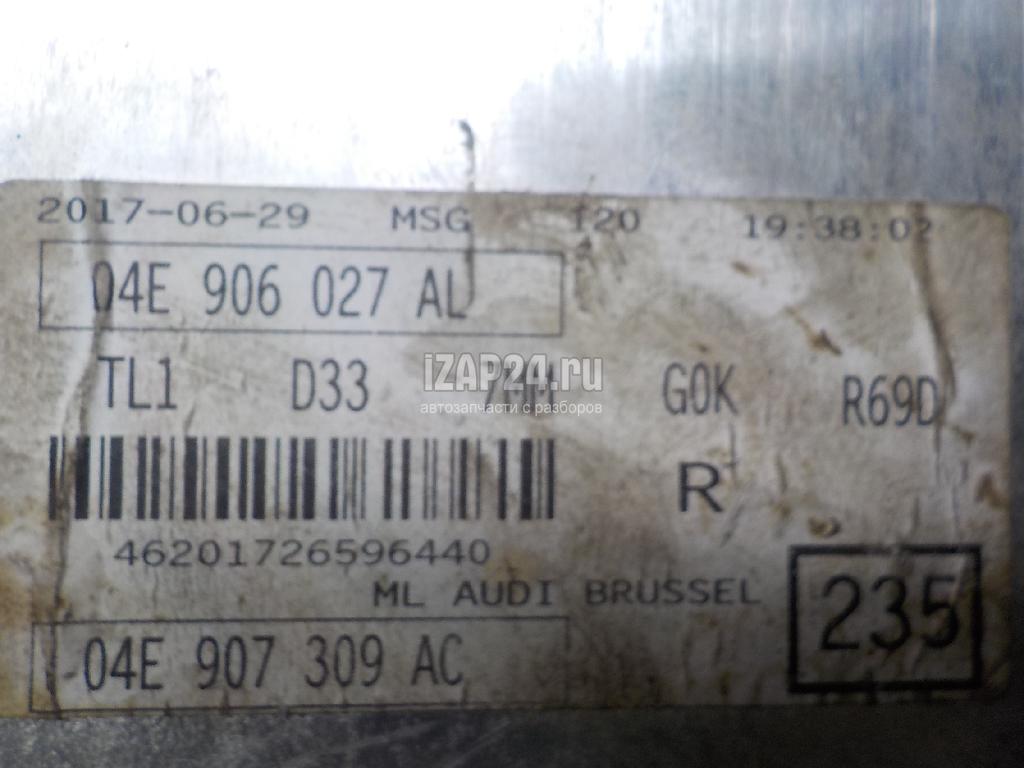 2017-06-29 MSG 120 19:38:02
04E 906 027 AL
TL1 D33 G0K R69D
iZAP24.ru
автозапчасти с разборов
R
46201726596440
ML AUDI BRUSSEL
235
04E 907 309 AC